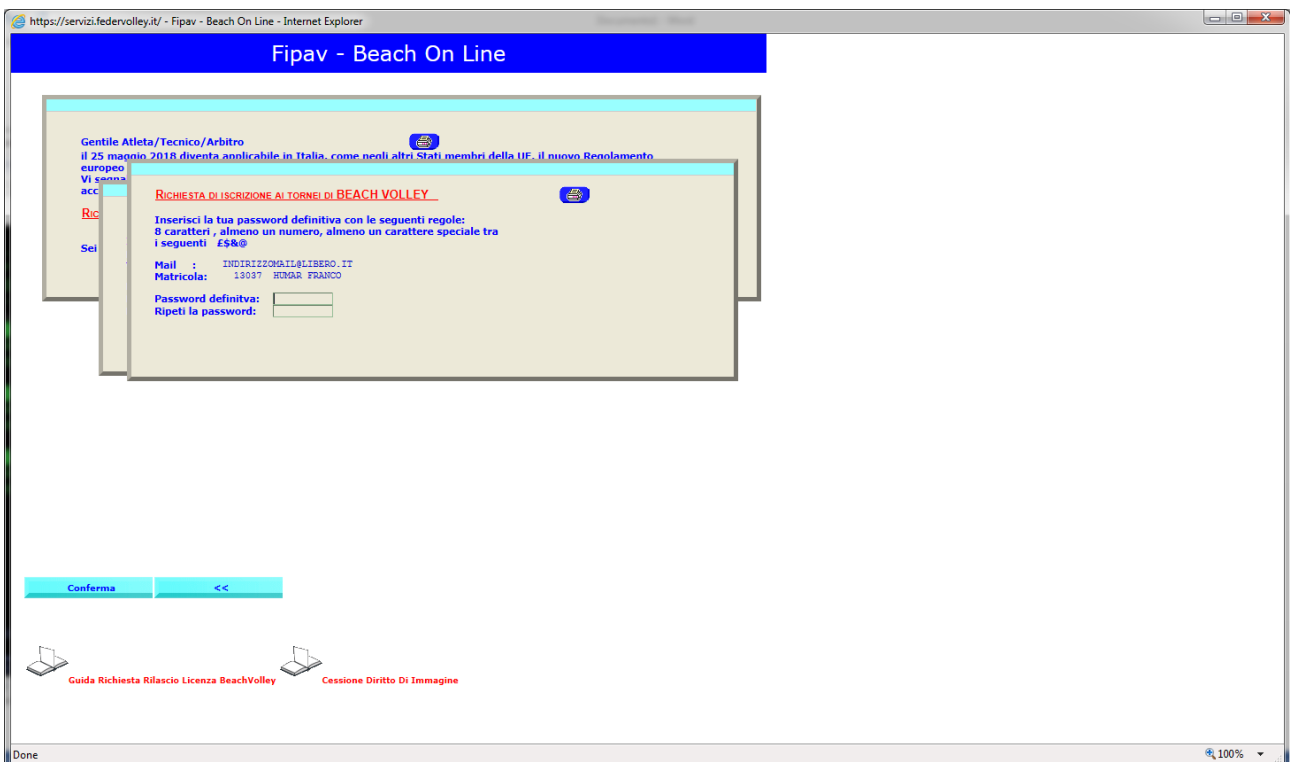 https://servizi.federvolley.it/ - Fipav - Beach On Line - Internet Explorer
Fipav - Beach On Line
Gentile Atleta/Tecnico/Arbitro
il 25 maggio 2018 diventa applicabile in Italia, come negli altri Stati membri della UE, il nuovo Regolamento
europeo
Vi segna
acc
RIC
Sei
RICHIESTA DI ISCRIZIONE AI TORNEI DI BEACH VOLLEY
Inserisci la tua password definitiva con le seguenti regole:
8 caratteri , almeno un numero, almeno un carattere speciale tra
i seguenti £$&@
Mail : INDIRIZZOMAIL@LIBERO.IT
Matricola: 13037 HUMAR FRANCO
Password definitva:
Ripeti la password:
Conferma <<
Guida Richiesta Rilascio Licenza BeachVolley Cessione Diritto Di Immagine
Done 100%